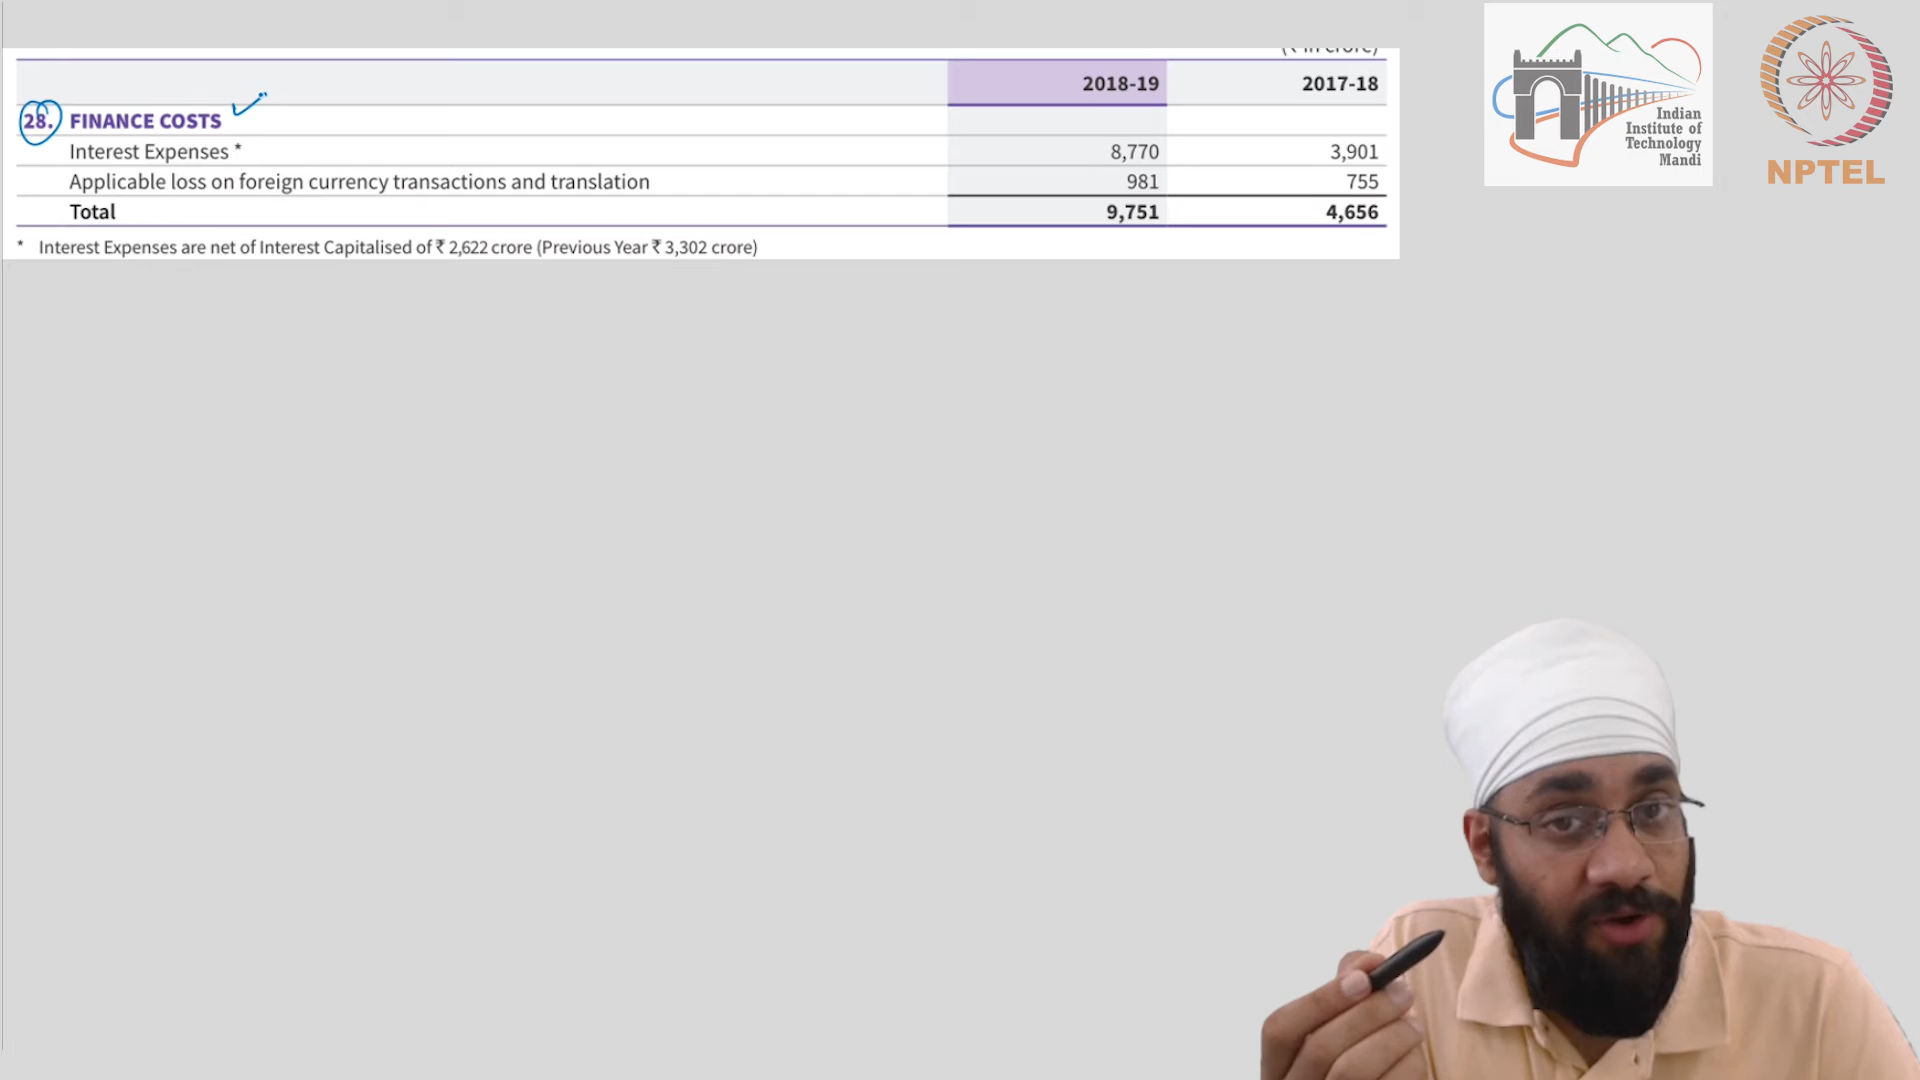 (₹ in crore)
2018-19 2017-18
28. FINANCE COSTS
Interest Expenses * 8,770 3,901
Applicable loss on foreign currency transactions and translation 981 755
Total 9,751 4,656
* Interest Expenses are net of Interest Capitalised of ₹ 2,622 crore (Previous Year ₹ 3,302 crore)
Indian
Institute of
Technology
Mandi
NPTEL